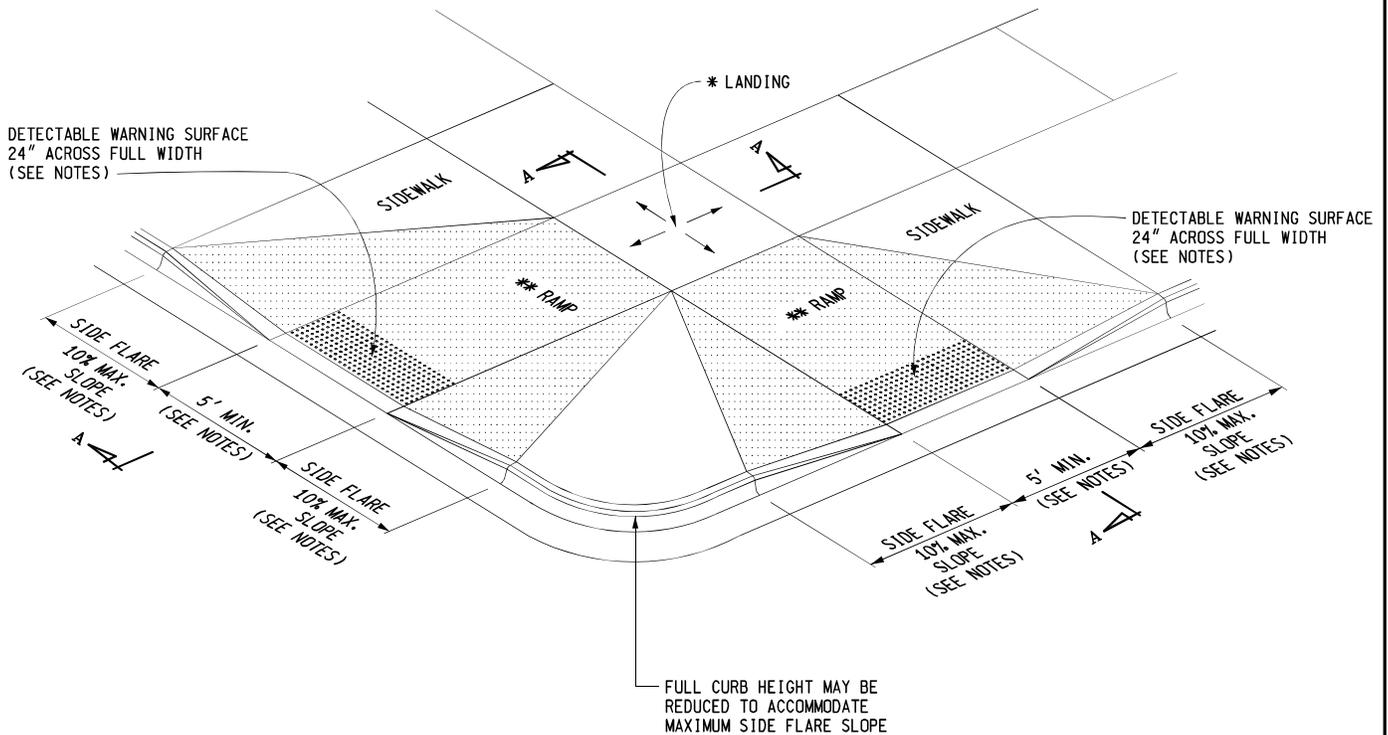 * LANDING
DETECTABLE WARNING SURFACE
24" ACROSS FULL WIDTH
(SEE NOTES)
A
A
SIDEWALK
SIDEWALK
DETECTABLE WARNING SURFACE
24" ACROSS FULL WIDTH
(SEE NOTES)
** RAMP
** RAMP
SIDE FLARE
10% MAX.
SLOPE
(SEE NOTES)
5' MIN.
(SEE NOTES)
SIDE FLARE
10% MAX.
SLOPE
(SEE NOTES)
A
SIDE FLARE
10% MAX.
SLOPE
(SEE NOTES)
5' MIN.
(SEE NOTES)
SIDE FLARE
10% MAX.
SLOPE
(SEE NOTES)
A
FULL CURB HEIGHT MAY BE
REDUCED TO ACCOMMODATE
MAXIMUM SIDE FLARE SLOPE